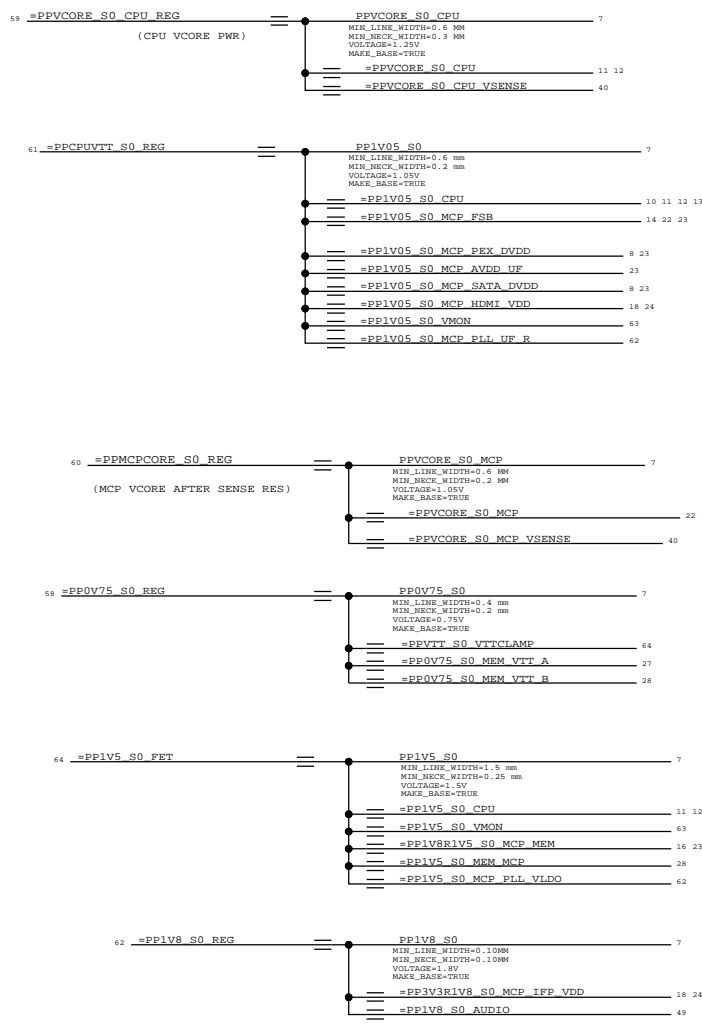 59 =PPVCORE_S0_CPU_REG PPVCORE_S0_CPU 7
MIN_LINE_WIDTH=0.6 MM
(CPU VCORE PWR) MIN_NECK_WIDTH=0.3 MM
VOLTAGE=1.25V
MAKE_BASE=TRUE
=PPVCORE_S0_CPU 11 12
=PPVCORE_S0_CPU_VSENSE 40
61 =PPCPUVTT_S0_REG PP1V05_S0 7
MIN_LINE_WIDTH=0.6 mm
MIN_NECK_WIDTH=0.2 mm
VOLTAGE=1.05V
MAKE_BASE=TRUE
=PP1V05_S0_CPU 10 11 12 13
=PP1V05_S0_MCP_FSB 14 22 23
=PP1V05_S0_MCP_PEX_DVDD 8 23
=PP1V05_S0_MCP_AVDD_UF 23
=PP1V05_S0_MCP_SATA_DVDD 8 23
=PP1V05_S0_MCP_HDMI_VDD 18 24
=PP1V05_S0_VMON 63
=PP1V05_S0_MCP_PLL_UF_R 62
60 =PPMCPCORE_S0_REG PPVCORE_S0_MCP 7
MIN_LINE_WIDTH=0.6 MM
MIN_NECK_WIDTH=0.2 MM
(MCP VCORE AFTER SENSE RES) VOLTAGE=1.05V
MAKE_BASE=TRUE
=PPVCORE_S0_MCP 22
=PPVCORE_S0_MCP_VSENSE 40
58 =PP0V75_S0_REG PP0V75_S0 7
MIN_LINE_WIDTH=0.4 mm
MIN_NECK_WIDTH=0.2 mm
VOLTAGE=0.75V
MAKE_BASE=TRUE
=PPVTT_S0_VTTCLAMP 64
=PP0V75_S0_MEM_VTT_A 27
=PP0V75_S0_MEM_VTT_B 28
64 =PP1V5_S0_FET PP1V5_S0 7
MIN_LINE_WIDTH=1.5 mm
MIN_NECK_WIDTH=0.25 mm
VOLTAGE=1.5V
MAKE_BASE=TRUE
=PP1V5_S0_CPU 11 12
=PP1V5_S0_VMON 63
=PP1V8R1V5_S0_MCP_MEM 16 23
=PP1V5_S0_MEM_MCP 28
=PP1V5_S0_MCP_PLL_VLDO 62
62 =PP1V8_S0_REG PP1V8_S0 7
MIN_LINE_WIDTH=0.10MM
MIN_NECK_WIDTH=0.10MM
VOLTAGE=1.8V
MAKE_BASE=TRUE
=PP3V3R1V8_S0_MCP_IFP_VDD 18 24
=PP1V8_S0_AUDIO 49